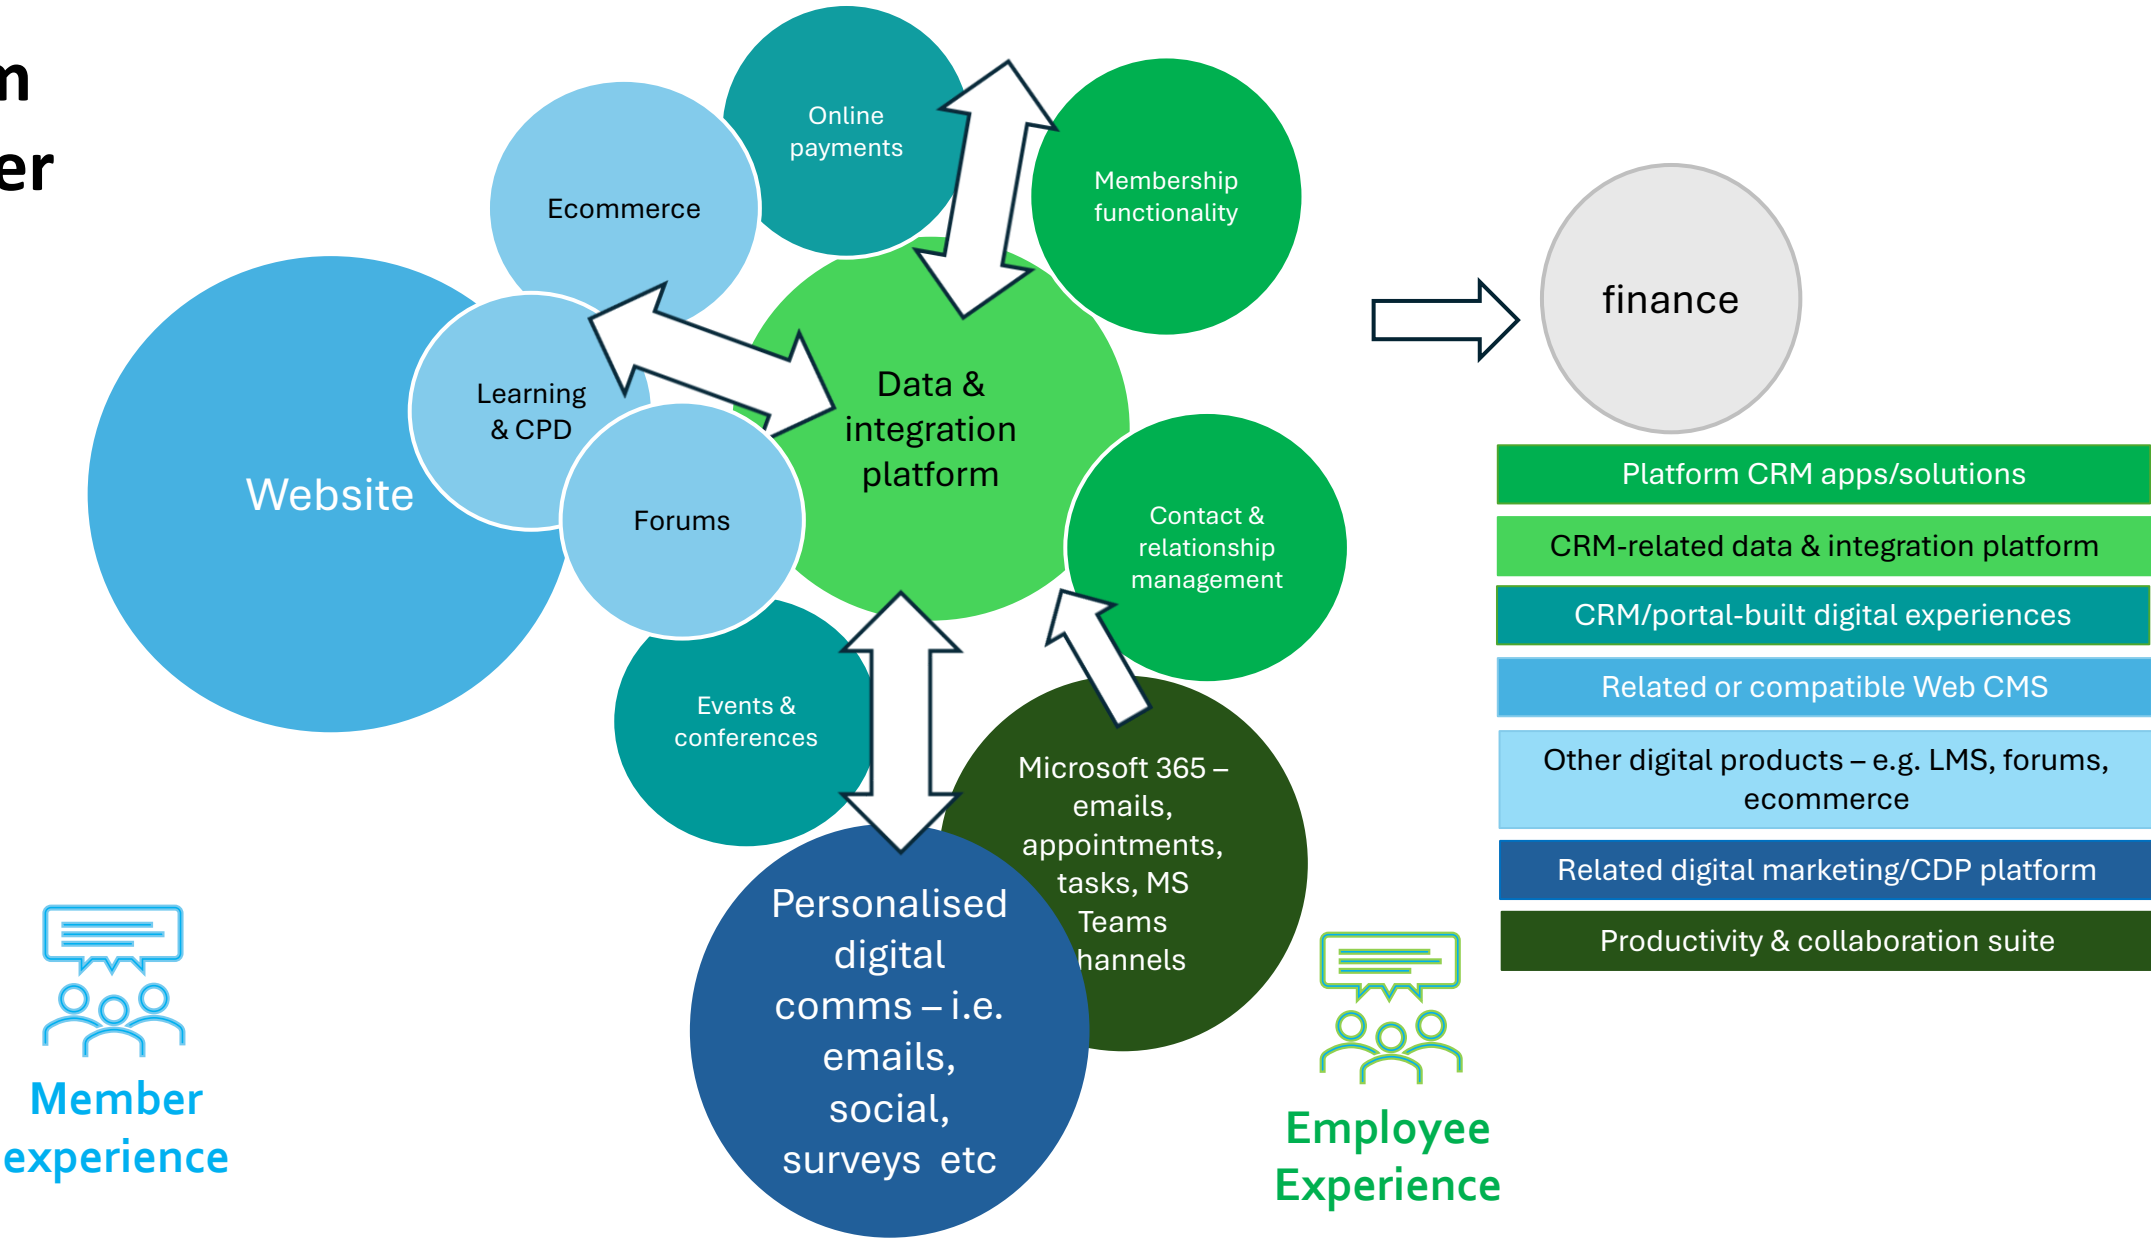 Online
payments
Ecommerce
Membership
functionality
finance
Data &
integration
platform
Learning
& CPD
Website
Forums
Contact &
relationship
management
Events &
conferences
Microsoft 365 –
emails,
appointments,
tasks, MS
Teams
hannels
Personalised
digital
comms – i.e.
emails,
social,
surveys etc
Platform CRM apps/solutions
CRM-related data & integration platform
CRM/portal-built digital experiences
Related or compatible Web CMS
Other digital products – e.g. LMS, forums,
ecommerce
Related digital marketing/CDP platform
Productivity & collaboration suite
Member
experience
Employee
Experience